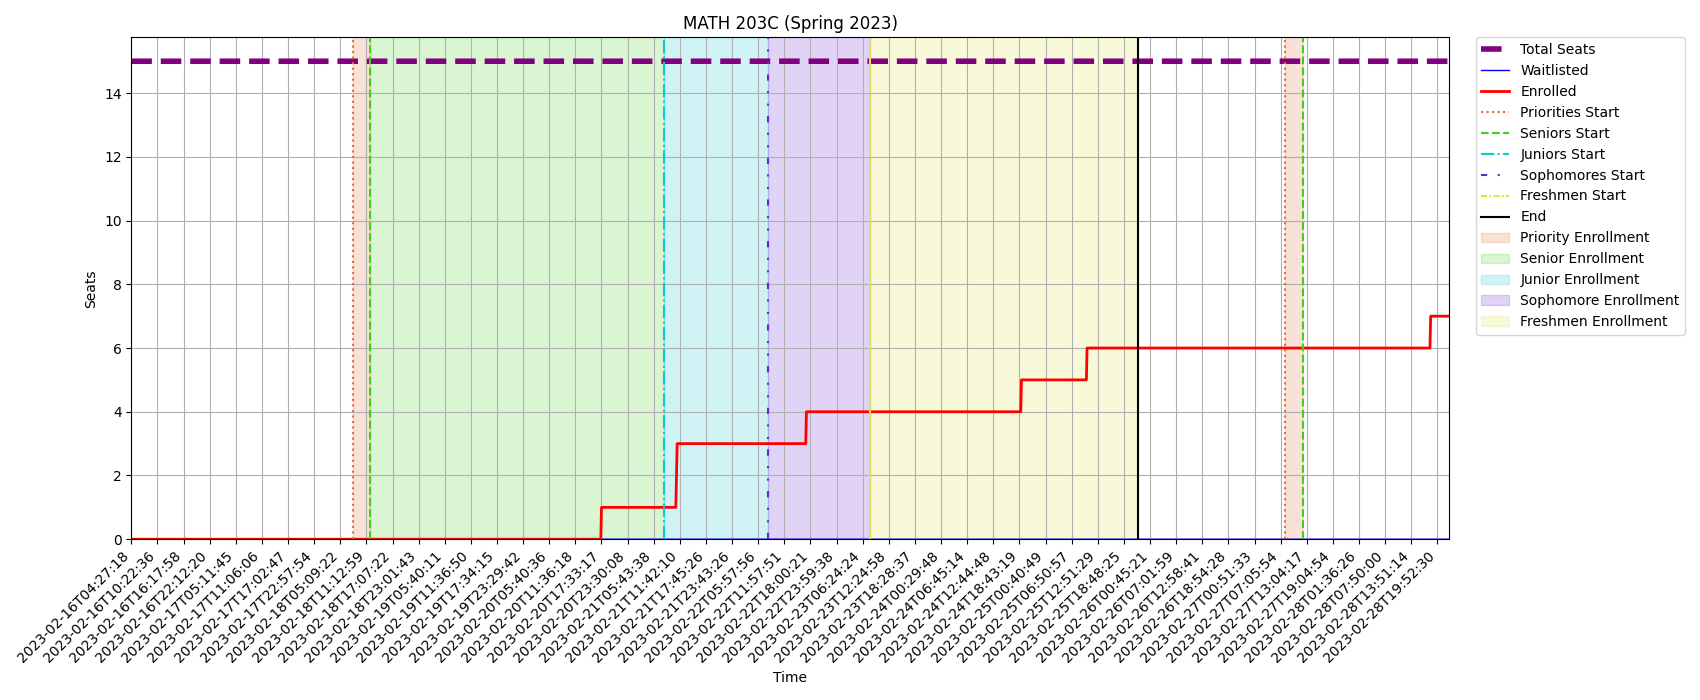 MATH 203C (Spring 2023)
Seats
14
12
10
8
6
4
2
0
2023-02-16T04:27:18
2023-02-16T10:22:36
2023-02-16T16:17:58
2023-02-16T22:12:20
2023-02-17T05:11:45
2023-02-17T11:06:06
2023-02-17T17:02:47
2023-02-17T22:57:54
2023-02-18T05:09:22
2023-02-18T11:12:59
2023-02-18T17:07:22
2023-02-18T23:01:43
2023-02-19T05:40:11
2023-02-19T11:36:50
2023-02-19T17:34:15
2023-02-19T23:29:42
2023-02-20T05:40:36
2023-02-20T11:36:18
2023-02-20T17:33:17
2023-02-20T23:30:08
2023-02-21T05:43:38
2023-02-21T11:42:10
2023-02-21T17:45:26
2023-02-21T23:43:26
2023-02-22T05:57:56
2023-02-22T11:57:51
2023-02-22T18:00:21
2023-02-22T23:59:38
2023-02-23T06:24:24
2023-02-23T12:24:58
2023-02-23T18:28:37
2023-02-24T00:29:48
2023-02-24T06:45:14
2023-02-24T12:44:48
2023-02-24T18:43:19
2023-02-25T00:40:49
2023-02-25T06:50:57
2023-02-25T12:51:29
2023-02-25T18:48:25
2023-02-26T00:45:21
2023-02-26T07:01:59
2023-02-26T12:58:41
2023-02-26T18:54:28
2023-02-27T00:51:33
2023-02-27T07:05:54
2023-02-27T13:04:17
2023-02-27T19:04:54
2023-02-28T01:36:26
2023-02-28T07:50:00
2023-02-28T13:51:14
2023-02-28T19:52:30
Time
Total Seats
Waitlisted
Enrolled
Priorities Start
Seniors Start
Juniors Start
Sophomores Start
Freshmen Start
End
Priority Enrollment
Senior Enrollment
Junior Enrollment
Sophomore Enrollment
Freshmen Enrollment